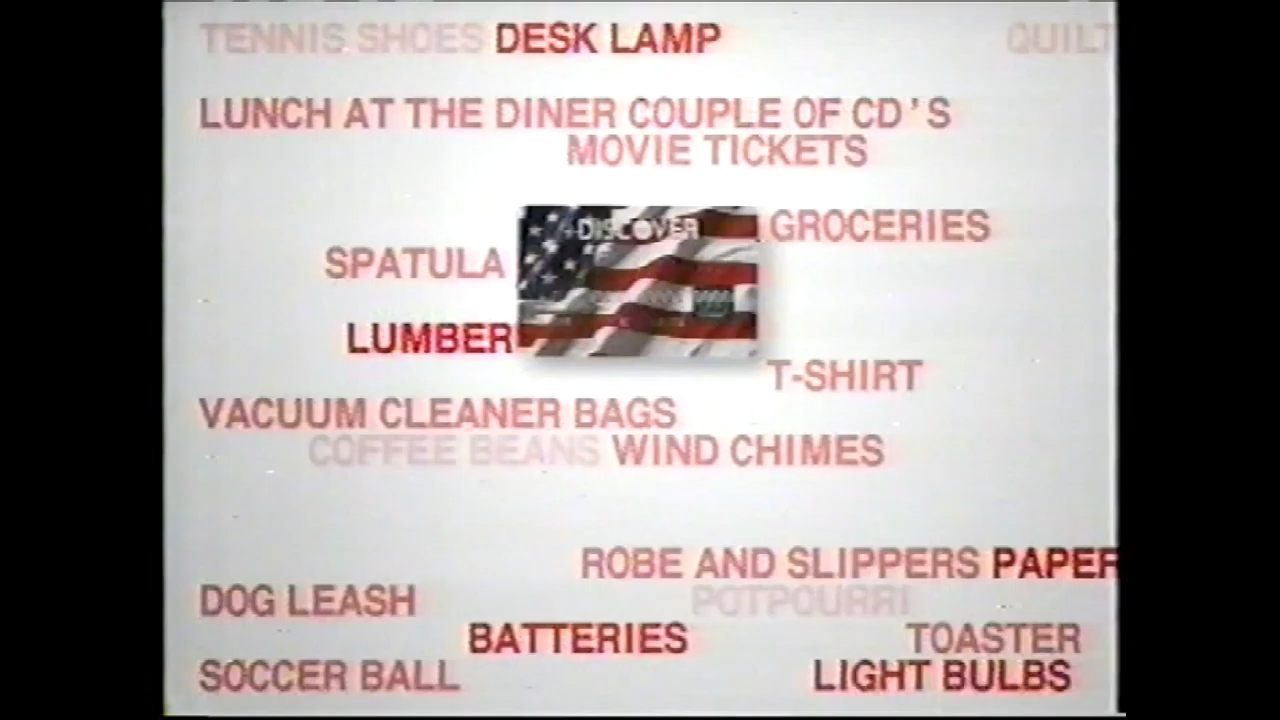 TENNIS SHOES DESK LAMP QUILT
LUNCH AT THE DINER COUPLE OF CD'S
MOVIE TICKETS
DISCOVER
GROCERIES
SPATULA
LUMBER
T-SHIRT
VACUUM CLEANER BAGS
COFFEE BEANS WIND CHIMES
ROBE AND SLIPPERS PAPER
DOG LEASH POTPOURRI
BATTERIES TOASTER
SOCCER BALL LIGHT BULBS